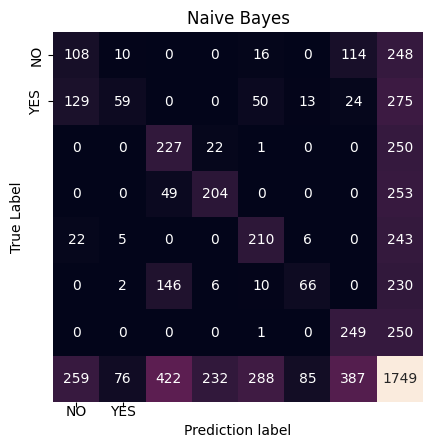 Naive Bayes
NO 108 10 0 0 16 0 114 248
YES 129 59 0 0 50 13 24 275
0 0 227 22 1 0 0 250
0 0 49 204 0 0 0 253
22 5 0 0 210 6 0 243
0 2 146 6 10 66 0 230
0 0 0 0 1 0 249 250
259 76 422 232 288 85 387 1749
NO YES
True Label
Prediction label